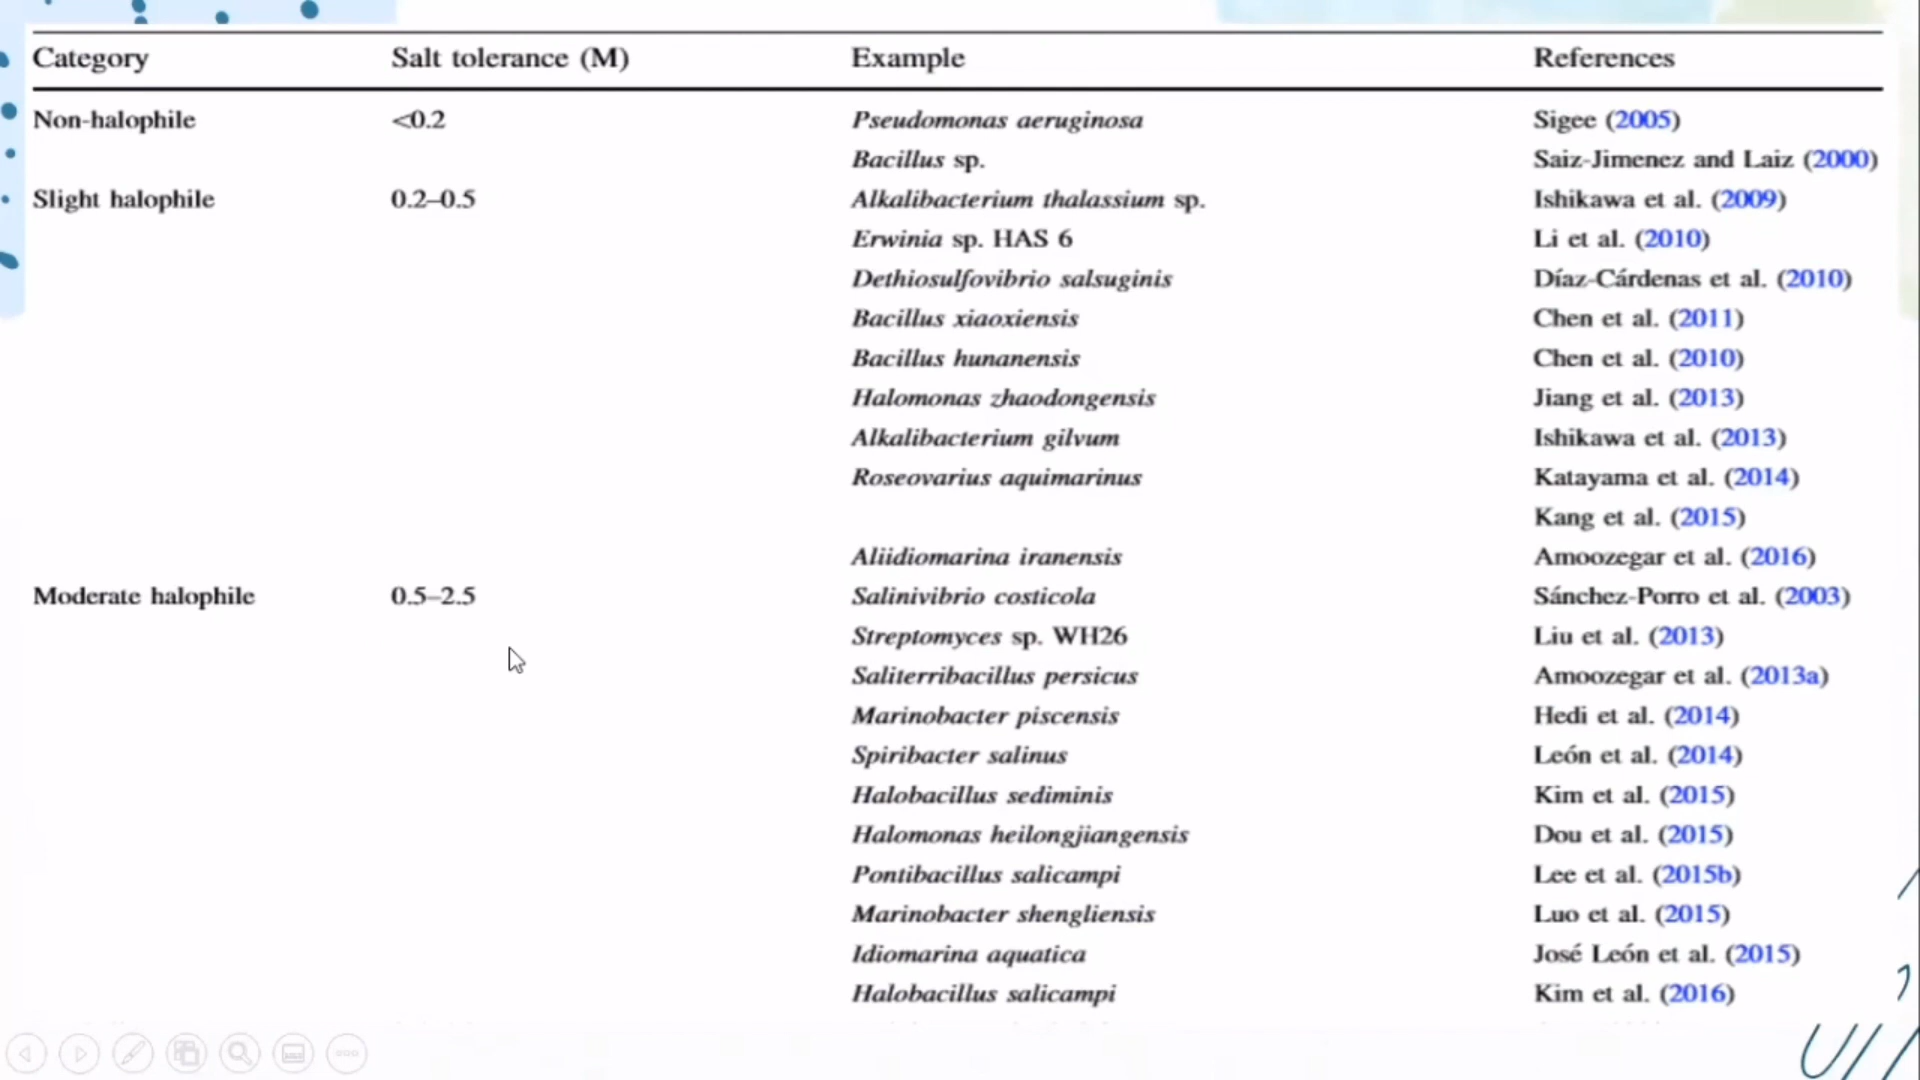 Category Salt tolerance (M) Example References
Non-halophile <0.2 Pseudomonas aeruginosa Sigee (2005)
Bacillus sp. Saiz-Jimenez and Laiz (2000)
Slight halophile 0.2–0.5 Alkalibacterium thalassium sp. Ishikawa et al. (2009)
Erwinia sp. HAS 6 Li et al. (2010)
Dethiosulfovibrio salsuginis Díaz-Cárdenas et al. (2010)
Bacillus xiaoxiensis Chen et al. (2011)
Bacillus hunanensis Chen et al. (2010)
Halomonas zhaodongensis Jiang et al. (2013)
Alkalibacterium gilvum Ishikawa et al. (2013)
Roseovarius aquimarinus Katayama et al. (2014)
Kang et al. (2015)
Aliidiomarina iranensis Amoozegar et al. (2016)
Moderate halophile 0.5–2.5 Salinivibrio costicola Sánchez-Porro et al. (2003)
Streptomyces sp. WH26 Liu et al. (2013)
Saliterribacillus persicus Amoozegar et al. (2013a)
Marinobacter piscensis Hedi et al. (2014)
Spiribacter salinus León et al. (2014)
Halobacillus sediminis Kim et al. (2015)
Halomonas heilongjiangensis Dou et al. (2015)
Pontibacillus salicampi Lee et al. (2015b)
Marinobacter shengliensis Luo et al. (2015)
Idiomarina aquatica José León et al. (2015)
Halobacillus salicampi Kim et al. (2016)